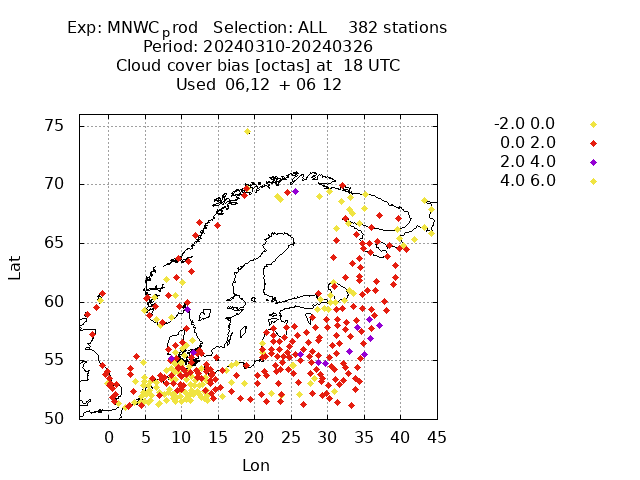 Exp: MNWCprod Selection: ALL 382 stations
Period: 20240310-20240326
Cloud cover bias [octas] at 18 UTC
Used 06,12 + 06 12
-2.0 0.0
0.0 2.0
2.0 4.0
4.0 6.0
75
70
65
60
55
50
Lat
0 5 10 15 20 25 30 35 40 45
Lon